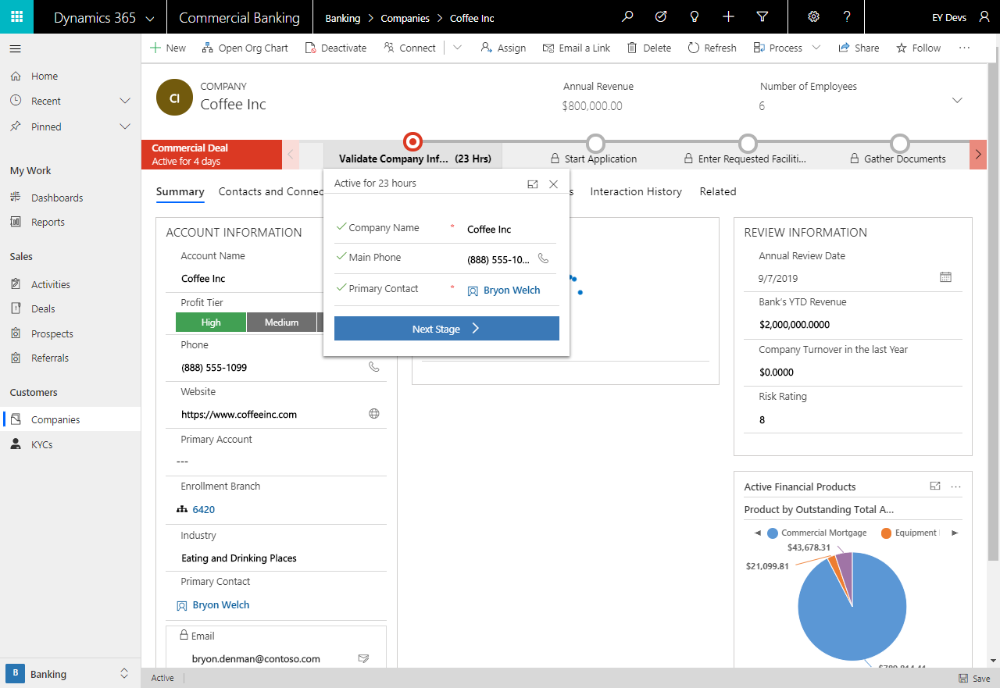 Dynamics 365 Commercial Banking Banking > Companies > Coffee Inc EY Devs
New Open Org Chart Deactivate Connect Assign Email a Link Delete Refresh Process Share Follow ...
Home
Recent
Pinned
My Work
Dashboards
Reports
Sales
Activities
Deals
Prospects
Referrals
Customers
Companies
KYCs
B Banking
CI
COMPANY
Coffee Inc
Annual Revenue
$800,000.00
Number of Employees
6
Commercial Deal
Active for 4 days
Validate Company Inf... (23 Hrs)
Start Application
Enter Requested Faciliti...
Gather Documents
Active for 23 hours
Company Name * Coffee Inc
Main Phone (888) 555-10...
Primary Contact * Bryon Welch
Next Stage
Summary Contacts and Connec s Interaction History Related
ACCOUNT INFORMATION
Account Name
Coffee Inc
Profit Tier
High Medium
Phone
(888) 555-1099
Website
https://www.coffeeinc.com
Primary Account
---
Enrollment Branch
6420
Industry
Eating and Drinking Places
Primary Contact
Bryon Welch
Email
bryon.denman@contoso.com
REVIEW INFORMATION
Annual Review Date
9/7/2019
Bank's YTD Revenue
$2,000,000.0000
Company Turnover in the last Year
$0.0000
Risk Rating
8
Active Financial Products ...
Product by Outstanding Total A...
Commercial Mortgage Equipment
$43,678.31
$21,099.81
Active
Save